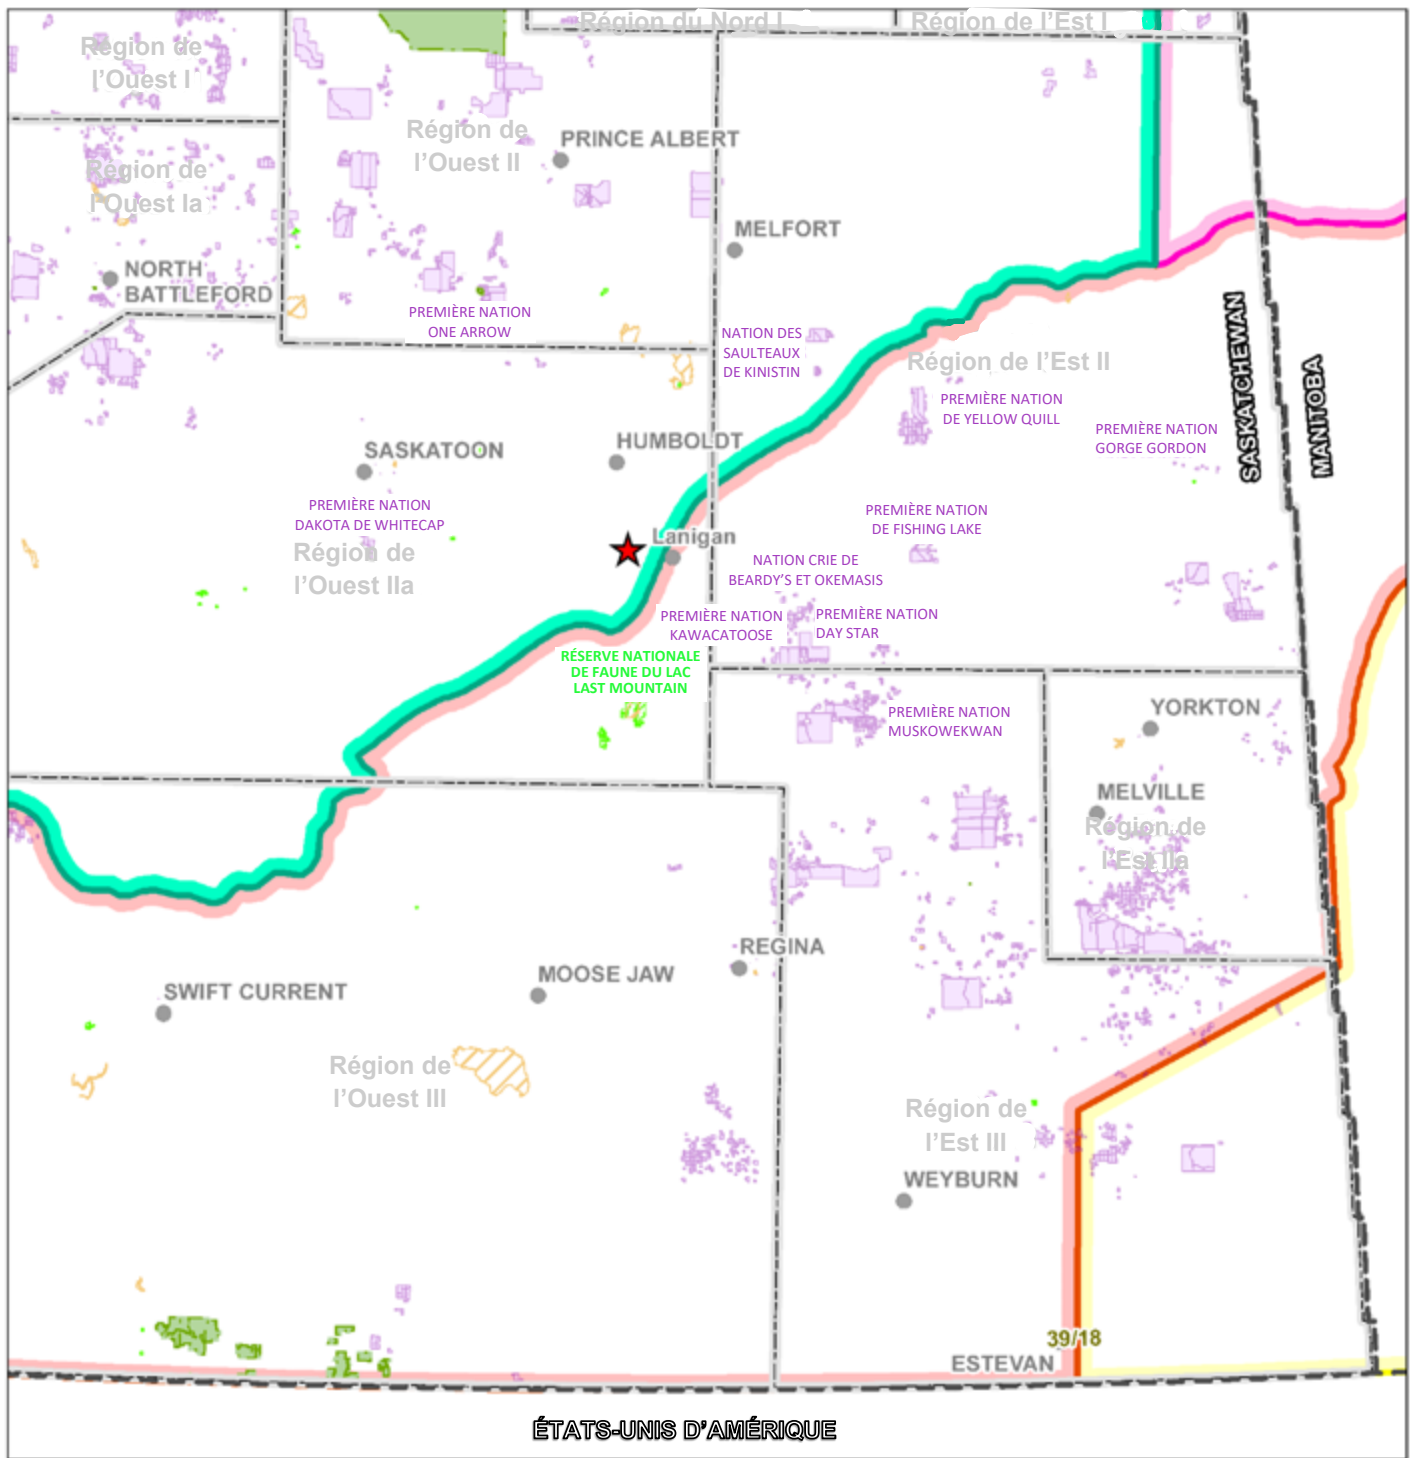 Région du Nord I
Région de l'Est I
Région de
l'Ouest I
Région de
l'Ouest II
PRINCE ALBERT
Région de
l'Ouest Ia
MELFORT
NORTH
BATTLEFORD
PREMIÈRE NATION
ONE ARROW
NATION DES
SAULTEAUX
DE KINISTIN
Région de l'Est II
SASKATCHEWAN
MANITOBA
PREMIÈRE NATION
DE YELLOW QUILL
PREMIÈRE NATION
GORGE GORDON
HUMBOLDT
SASKATOON
PREMIÈRE NATION
DAKOTA DE WHITECAP
Région de
l'Ouest IIa
PREMIÈRE NATION
DE FISHING LAKE
Lanigan
NATION CRIE DE
BEARDY'S ET OKEMASIS
PREMIÈRE NATION
KAWACATOOSE
PREMIÈRE NATION
DAY STAR
RÉSERVE NATIONALE
DE FAUNE DU LAC
LAST MOUNTAIN
PREMIÈRE NATION
MUSKOWEKWAN
YORKTON
MELVILLE
Région de
l'Est IIa
REGINA
MOOSE JAW
SWIFT CURRENT
Région de
l'Ouest III
Région de
l'Est III
WEYBURN
39/18
ESTEVAN
ÉTATS-UNIS D'AMÉRIQUE